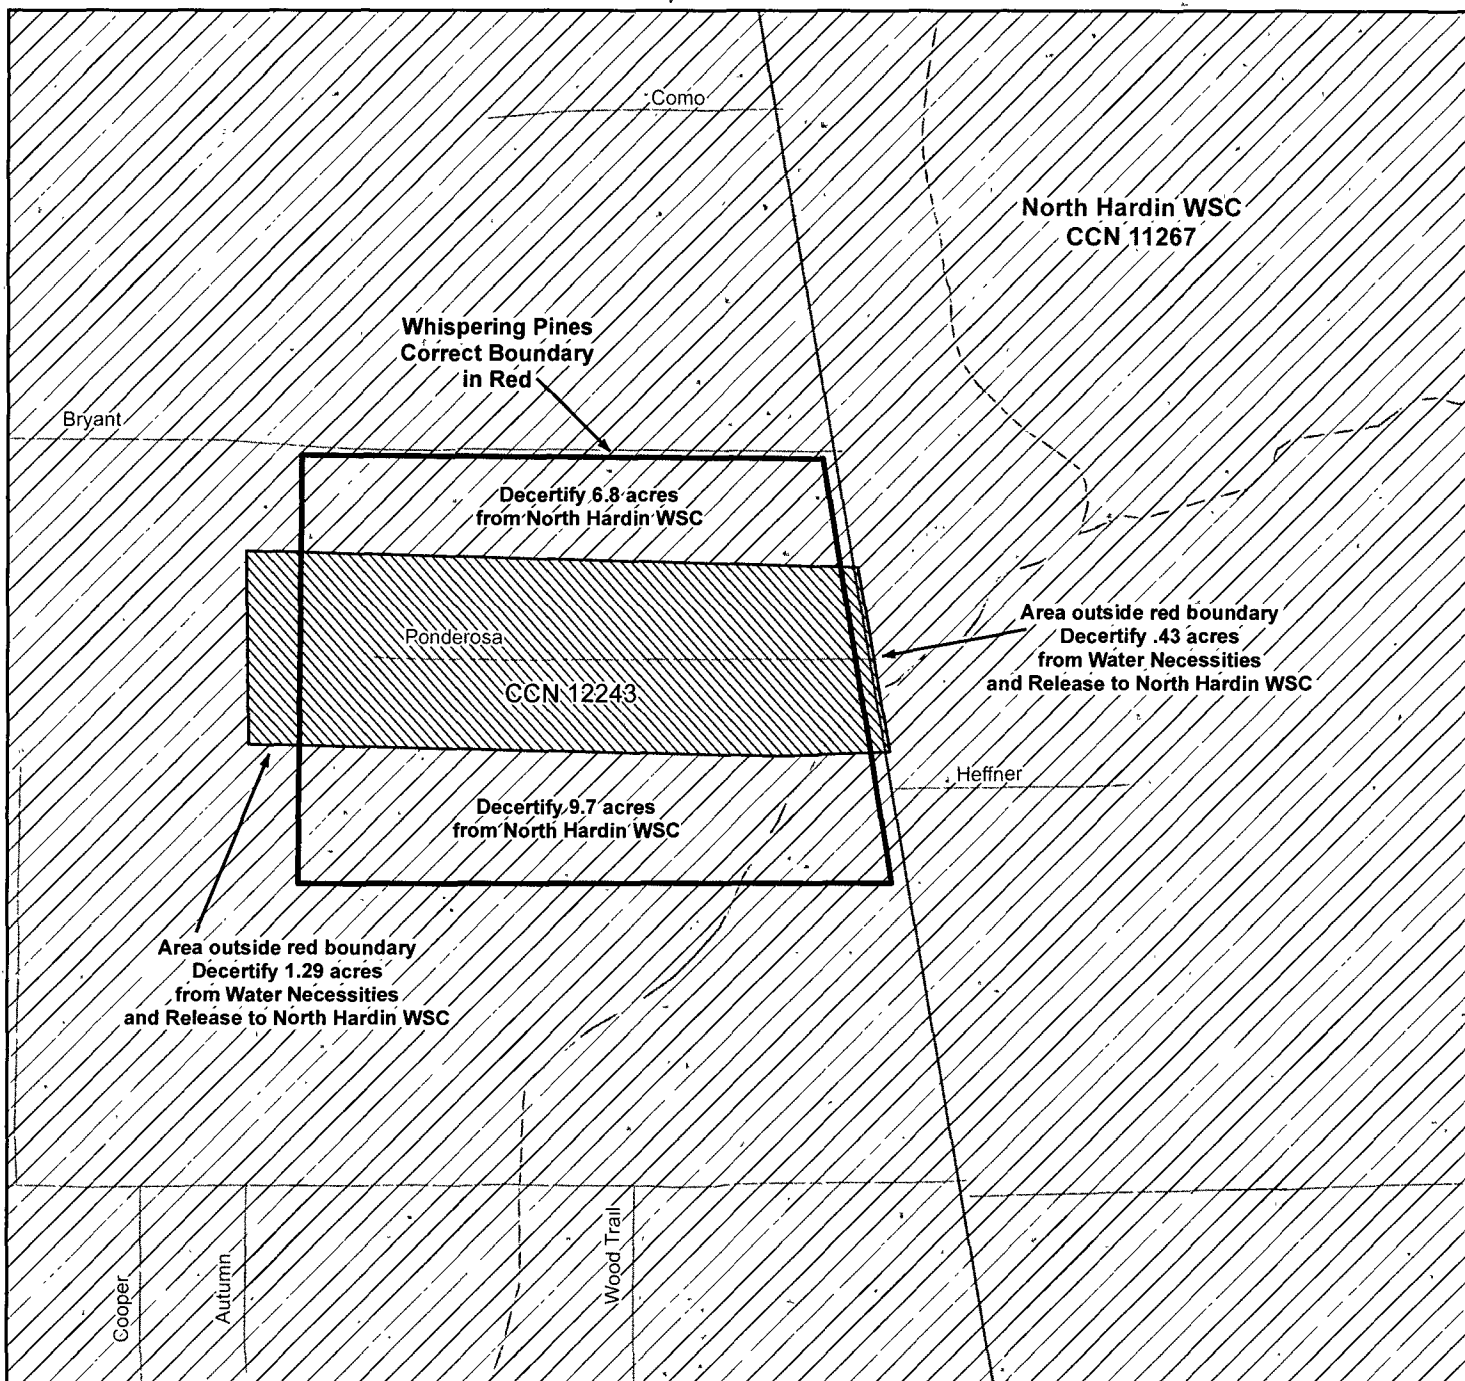 Como
North Hardin WSC
CCN 11267
Whispering Pines
Correct Boundary
in Red
Bryant
Decertify 6.8 acres
from North Hardin WSC
Ponderosa
CCN 12243
Area outside red boundary
Decertify .43 acres
from Water Necessities
and Release to North Hardin WSC
Heffner
Decertify 9.7 acres
from North Hardin WSC
Area outside red boundary
Decertify 1.29 acres
from Water Necessities
and Release to North Hardin WSC
Cooper
Autumn
Wood Trail